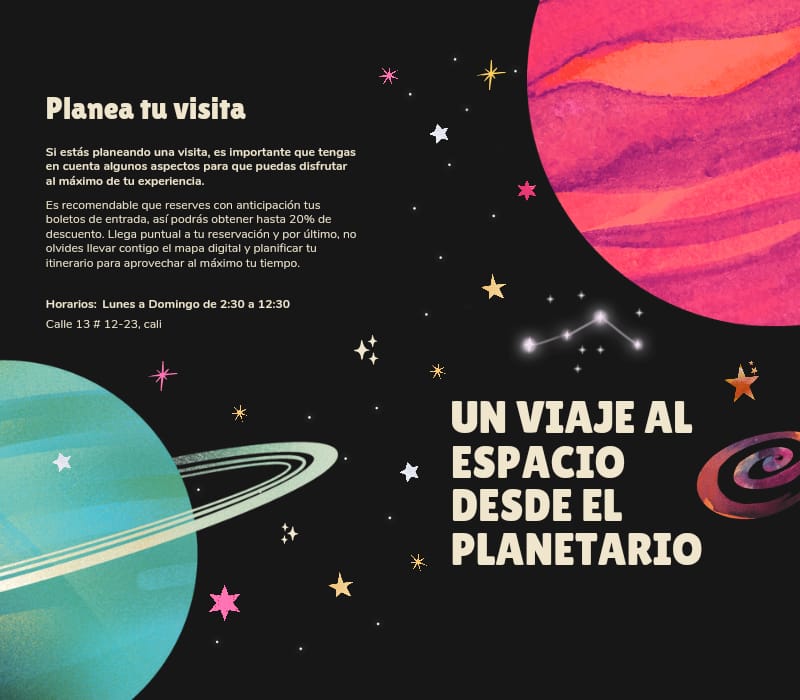 Planea tu visita
Si estás planeando una visita, es importante que tengas
en cuenta algunos aspectos para que puedas disfrutar
al máximo de tu experiencia.
Es recomendable que reserves con anticipación tus
boletos de entrada, así podrás obtener hasta 20% de
descuento. Llega puntual a tu reservación y por último, no
olvides llevar contigo el mapa digital y planificar tu
itinerario para aprovechar al máximo tu tiempo.
Horarios: Lunes a Domingo de 2:30 a 12:30
Calle 13 # 12-23, cali
UN VIAJE AL
ESPACIO
DESDE EL
PLANETARIO